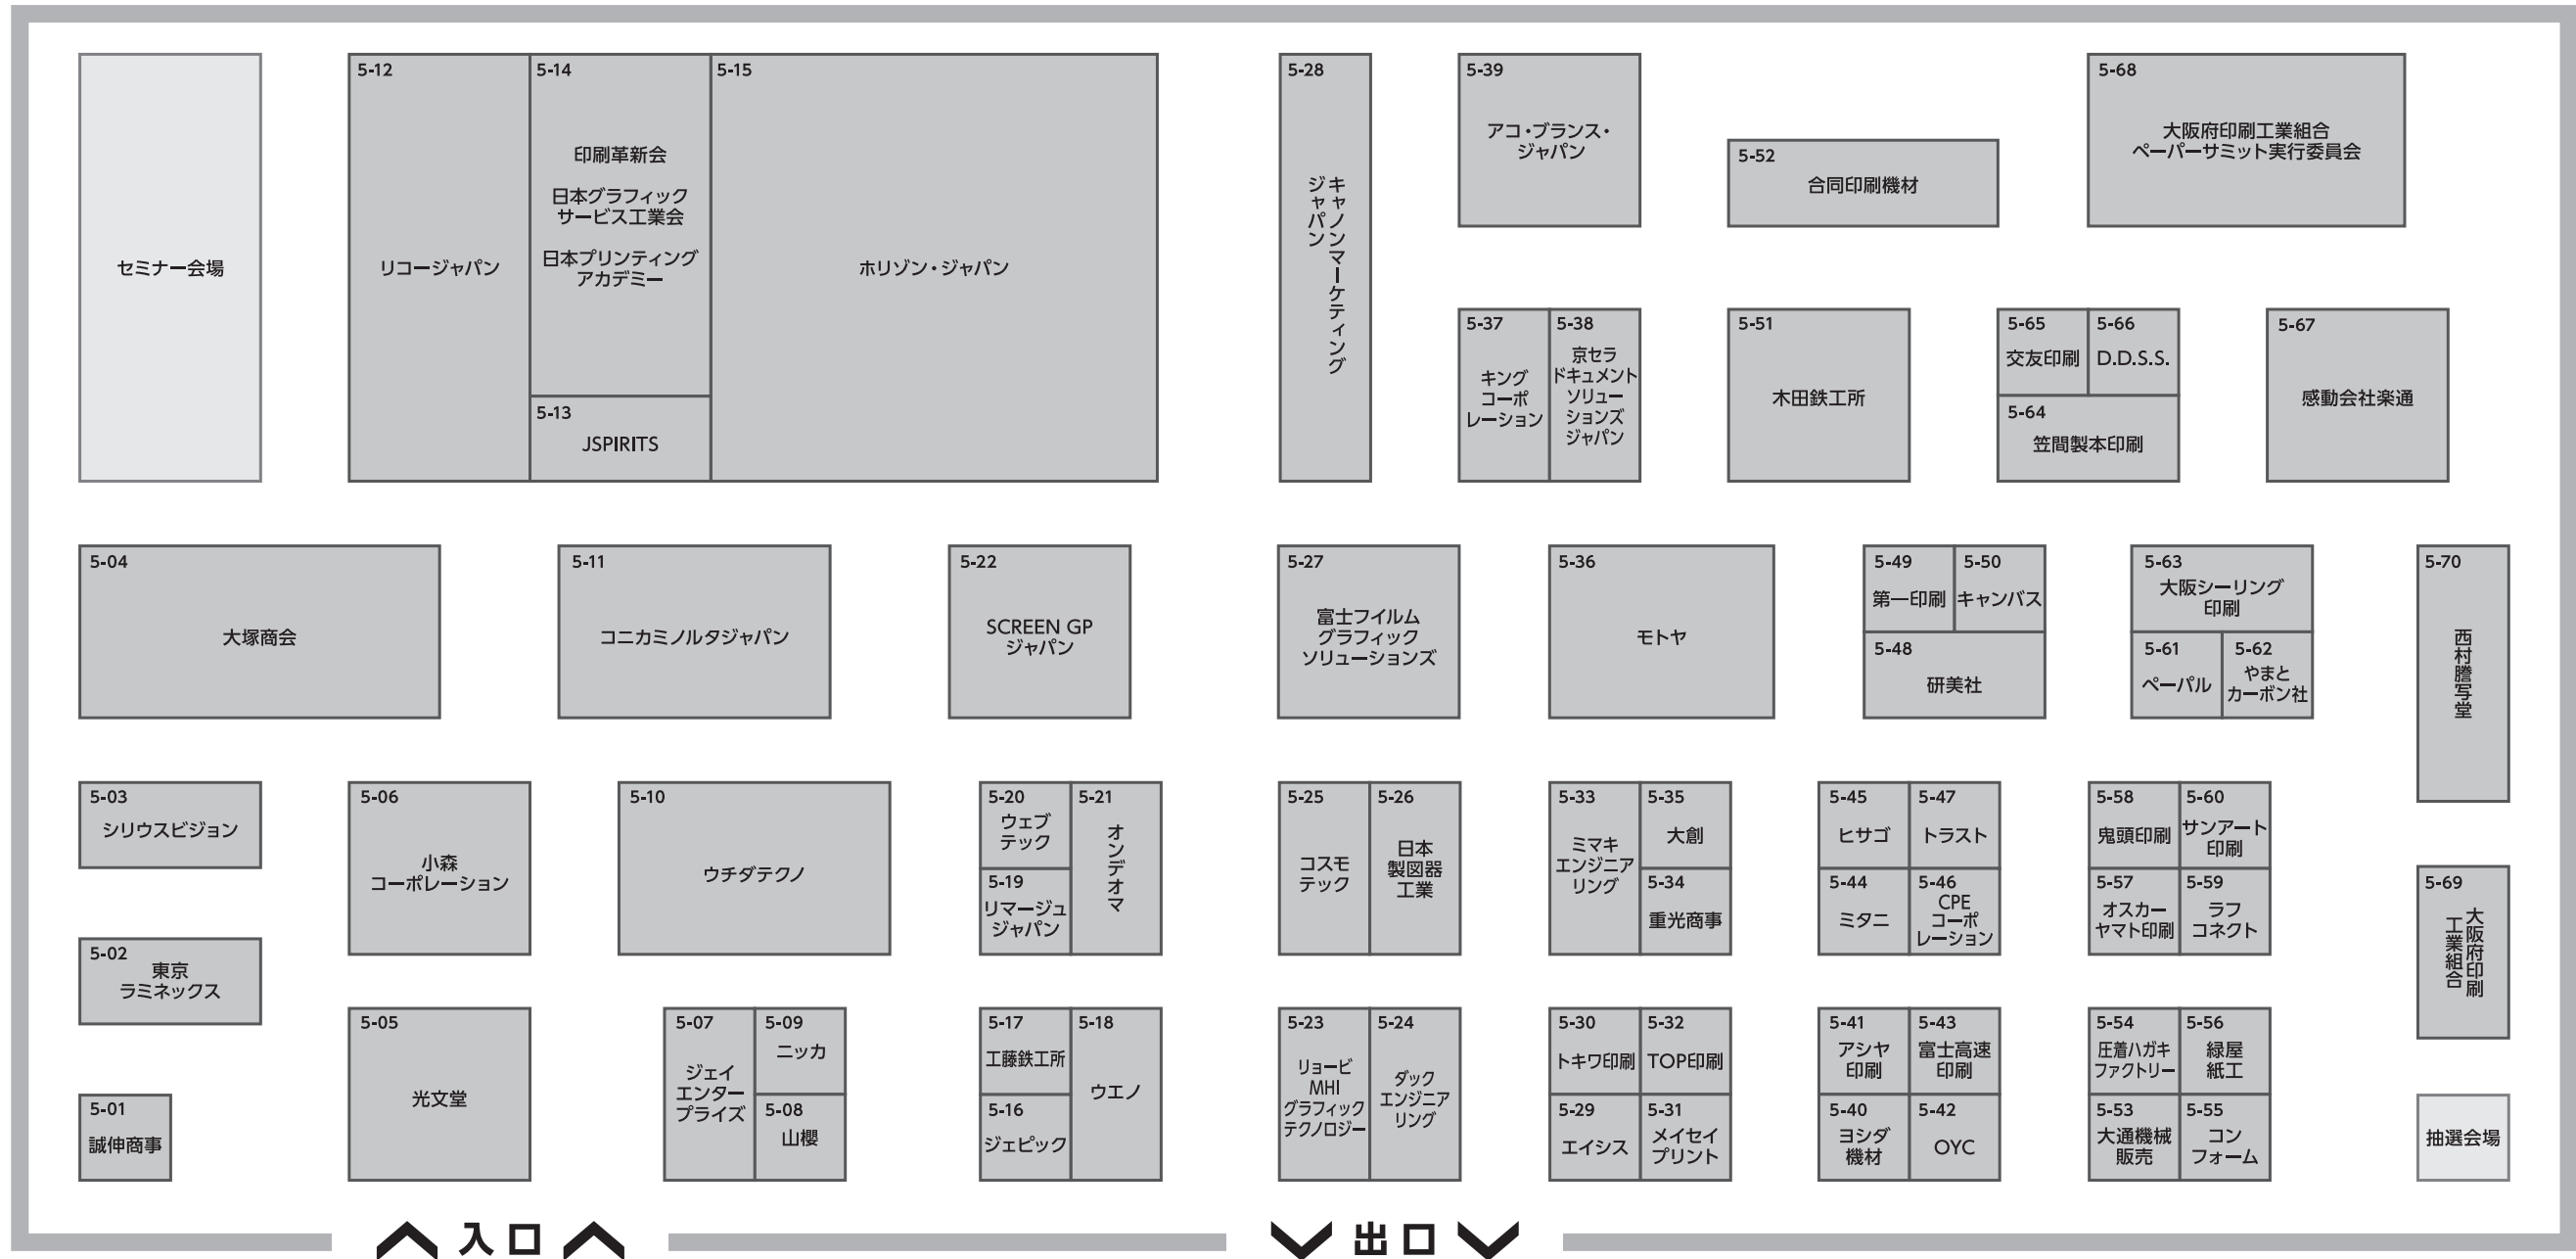 セミナー会場
5-12
リコージャパン
5-14
印刷革新会
日本グラフィック
サービス工業会
日本プリンティング
アカデミー
5-13
JSPIRITS
5-15
ホリゾン・ジャパン
5-28
キヤノンマーケティング
ジャパン
5-39
アコ・ブランズ・
ジャパン
5-52
合同印刷機材
5-68
大阪府印刷工業組合
ペーパーサミット実行委員会
5-37
キング
コーポ
レーション
5-38
京セラ
ドキュメント
ソリュー
ションズ
ジャパン
5-51
木田鉄工所
5-65
交友印刷
5-66
D.D.S.S.
5-64
笠間製本印刷
5-67
感動会社楽通
5-04
大塚商会
5-11
コニカミノルタジャパン
5-22
SCREEN GP
ジャパン
5-27
富士フイルム
グラフィック
ソリューションズ
5-36
モトヤ
5-49
第一印刷
5-50
キャンバス
5-48
研美社
5-63
大阪シーリング
印刷
5-61
ペーパル
5-62
やまと
カーボン社
5-70
西村謄写堂
5-03
シリウスビジョン
5-06
小森
コーポレーション
5-10
ウチダテクノ
5-20
ウェブ
テック
5-21
オンデオマ
5-19
リマージュ
ジャパン
5-25
コスモ
テック
5-26
日本
製図器
工業
5-33
ミマキ
エンジニア
リング
5-35
大創
5-34
重光商事
5-45
ヒサゴ
5-47
トラスト
5-44
ミタニ
5-46
CPE
コーポ
レーション
5-58
鬼頭印刷
5-60
サンアート
印刷
5-57
オスカー
ヤマト印刷
5-59
ラフ
コネクト
5-69
大阪府印刷
工業組合
5-02
東京
ラミネックス
5-05
光文堂
5-07
ジェイ
エンター
プライズ
5-09
ニッカ
5-08
山櫻
5-17
工藤鉄工所
5-18
ウエノ
5-16
ジェピック
5-23
リョービ
MHI
グラフィック
テクノロジー
5-24
ダック
エンジニア
リング
5-30
トキワ印刷
5-32
TOP印刷
5-29
エイシス
5-31
メイセイ
プリント
5-41
アシヤ
印刷
5-43
富士高速
印刷
5-40
ヨシダ
機材
5-42
OYC
5-54
圧着ハガキ
ファクトリー
5-56
緑屋
紙工
5-53
大通機械
販売
5-55
コン
フォーム
5-01
誠伸商事
抽選会場
入口
出口